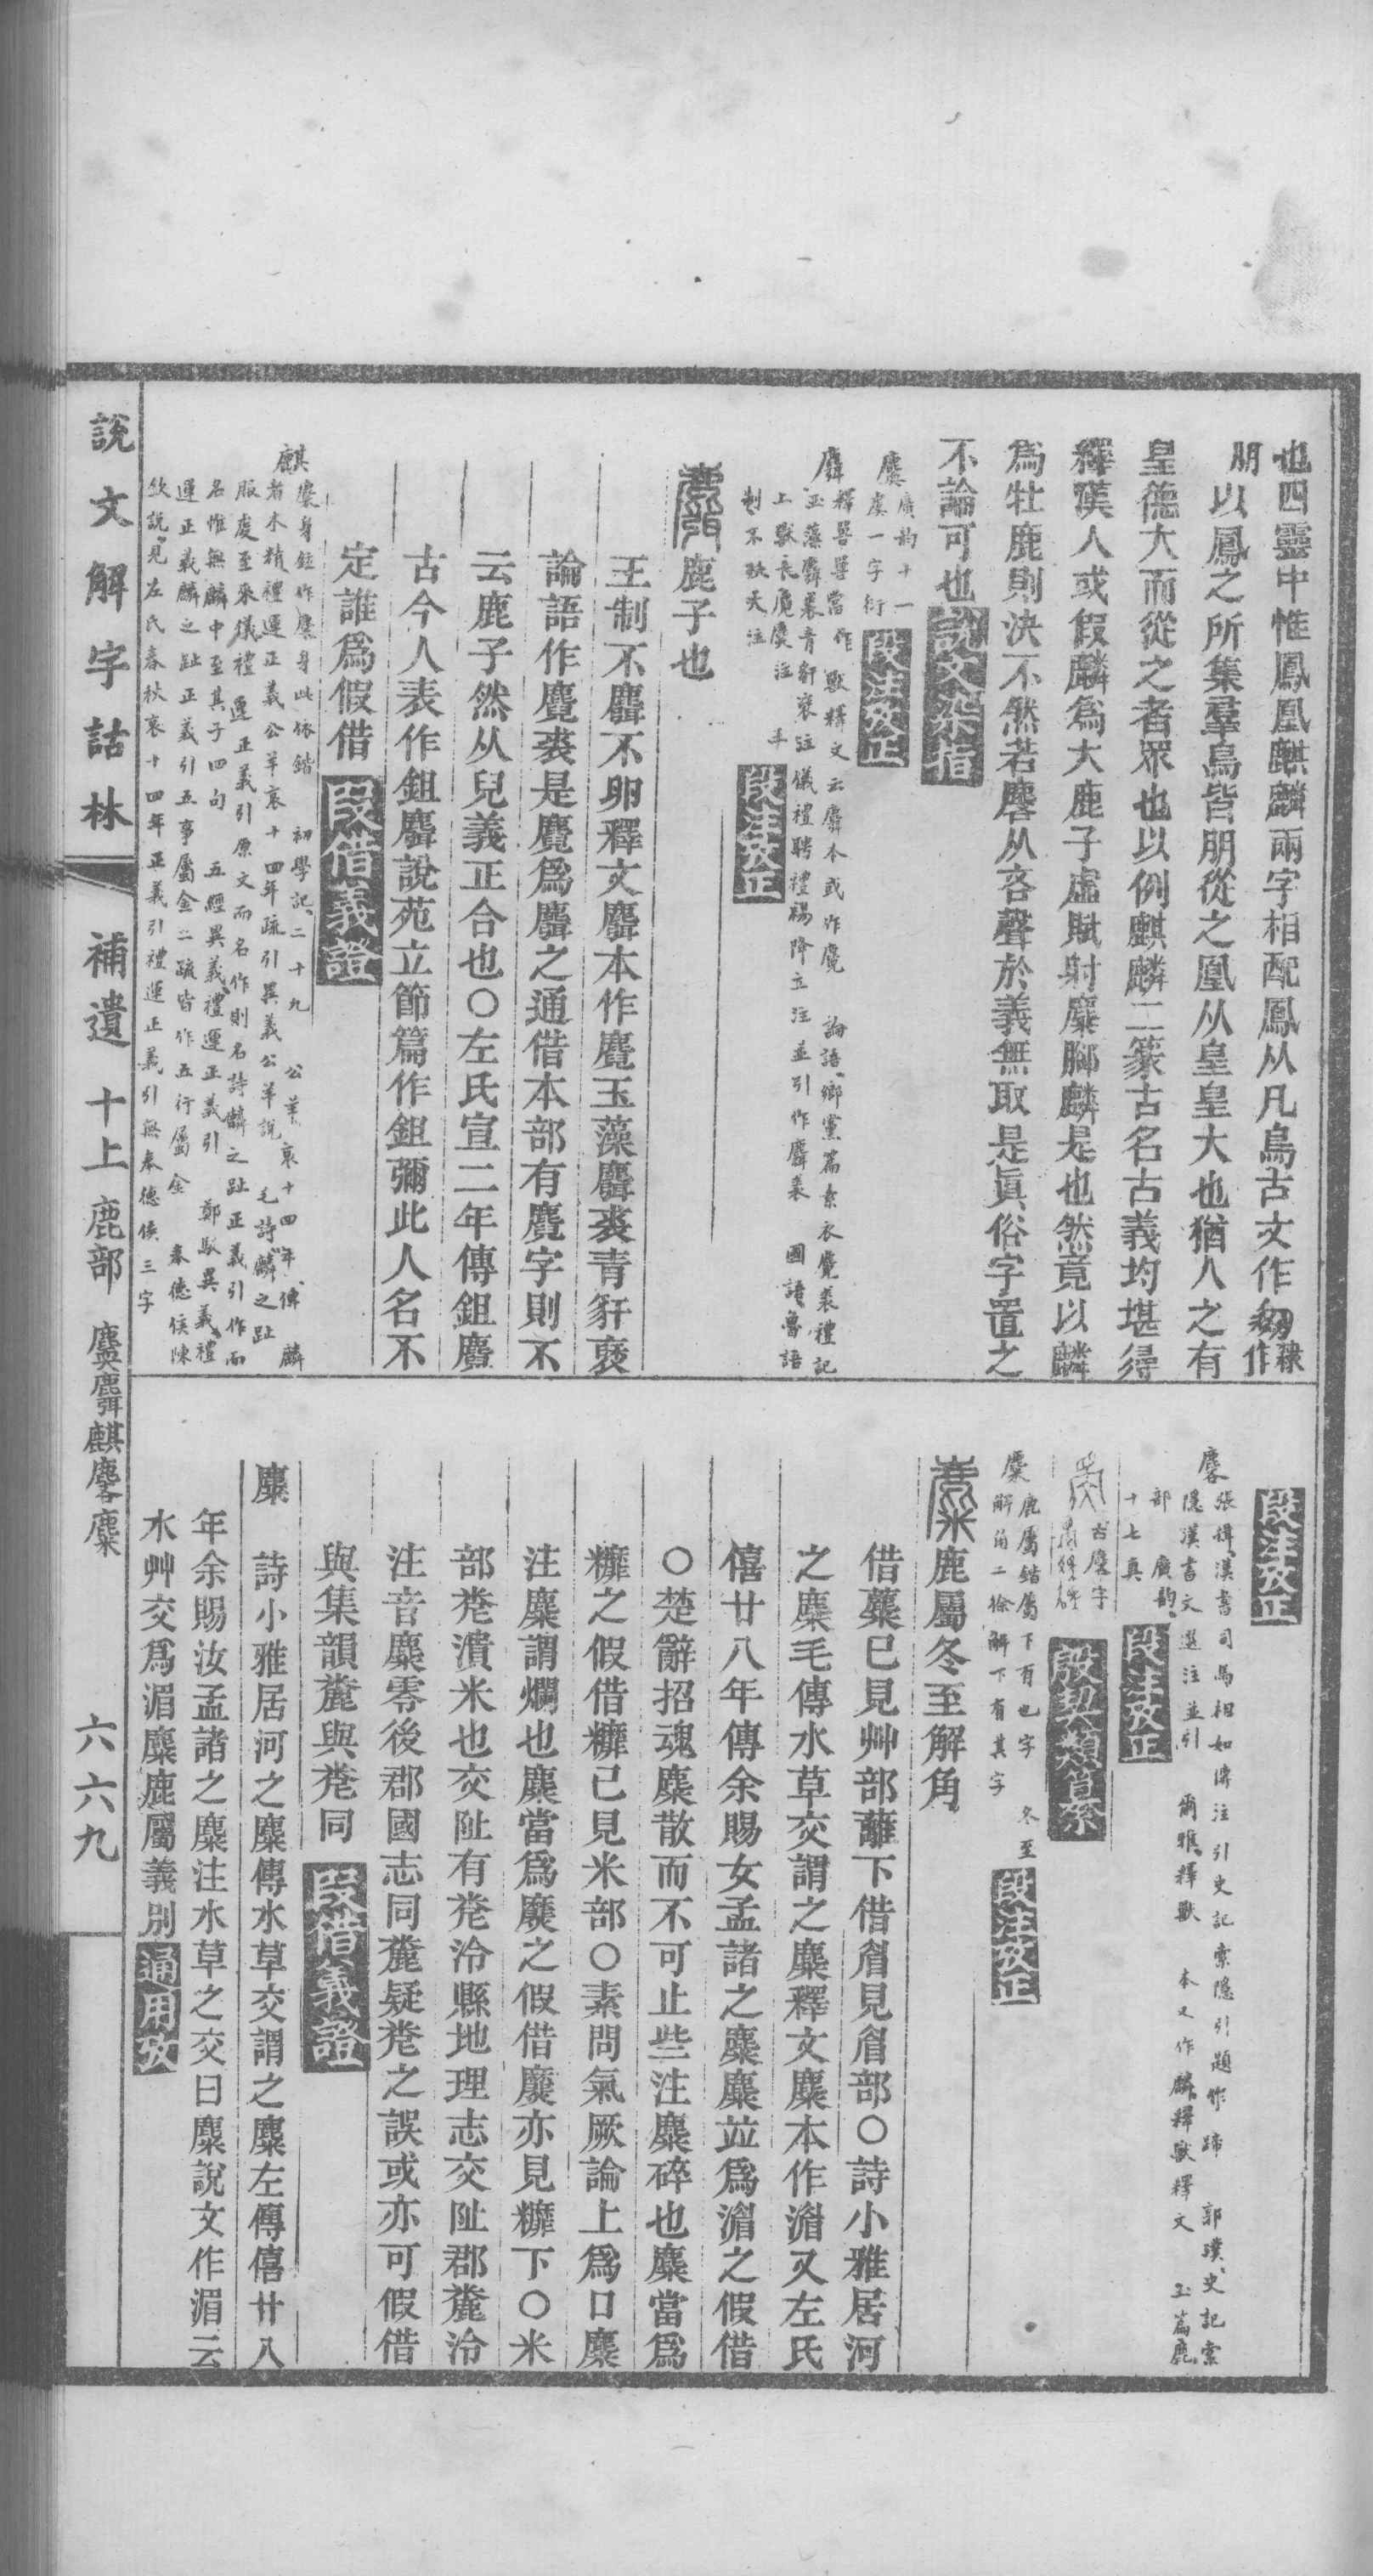 也四靈中惟鳳凰麒麟兩字相配鳳从凡鳥古文作隸作
朋以鳳之所集羣鳥皆朋從之凰从皇皇大也猶人之有
皇德大而從之者眾也以例麒麟二篆古名古義均堪得
釋漢人或假麟爲大鹿子虛賦射麋腳麟是也然竟以麟
爲牡鹿則決不然若麐从吝聲於義無取是眞俗字置之
不論可也 說文染指
麌 廣韵十一
麌一字衍 段注攷正
麛 釋嘼嘼當作獸釋文云麛本或作麑 論語鄉黨篇素衣麑裘禮記
玉藻麛裘青豻褎注儀禮聘禮裼降立注並引作麛裘 國語魯語
上獸長麑䴠注
制不殀夭注 段注攷正
鹿子也
王制不麛不卵釋文麛本作麑玉藻麛裘青豻褎
論語作麑裘是麑爲麛之通借本部有麑字則不
云鹿子然从兒義正合也○左氏宣二年傳鉏麑
古今人表作鉏麛說苑立節篇作鉏彌此人名不
定誰爲假借 段借義證
麒 麋身鉉作麇身此依鍇 初學記二十九 公羊哀十四年傳 麟
者木精禮運正義公羊哀十四年疏引異義公羊說 毛詩麟之趾
服虔至來儀禮運正義引原文而名作則名詩麟之趾正義引作而
名惟無麟中至其子四句 五經異義禮運正義引 鄭駁異義禮
運正義麟之趾正義引五事屬金二疏皆作五行屬金 奉德侯陳
欽說見左氏春秋哀十四年正義引禮運正義引無奉德侯三字
段注攷正
麐 張揖漢書司馬相如傳注引史記索隱引題作蹄 郭璞史記索
隱漢書文選注並引 爾雅釋獸 本又作麟釋獸釋文 玉篇鹿
部 廣韵
十七真 段注攷正
古麐字
殷契類纂
麋 鹿屬鍇屬下有也字 冬至
解角二徐解下有其字 段注攷正
鹿屬冬至解角
借蘪已見艸部蘺下借眉見眉部○詩小雅居河
之麋毛傳水草交謂之麋釋文麋本作湄又左氏
僖廿八年傳余賜女孟諸之麋麋竝爲湄之假借
○楚辭招魂麋散而不可止些注麋碎也麋當爲
糜之假借糜已見米部○素問氣厥論上爲口麋
注麋謂爛也麋當爲之假借亦見糜下○米
部潰米也交阯有泠縣地理志交阯郡泠
注音麋零後郡國志同疑之誤或亦可假借
與集韻與同 段借義證
麋 詩小雅居河之麋傳水草交謂之麋左傳僖廿八
年余賜汝孟諸之麋注水草之交曰麋說文作湄云
水艸交爲湄麋鹿屬義別 通用攷
說文解字詁林 補遺 十上 鹿部 麌麛麒麐麋 六六九